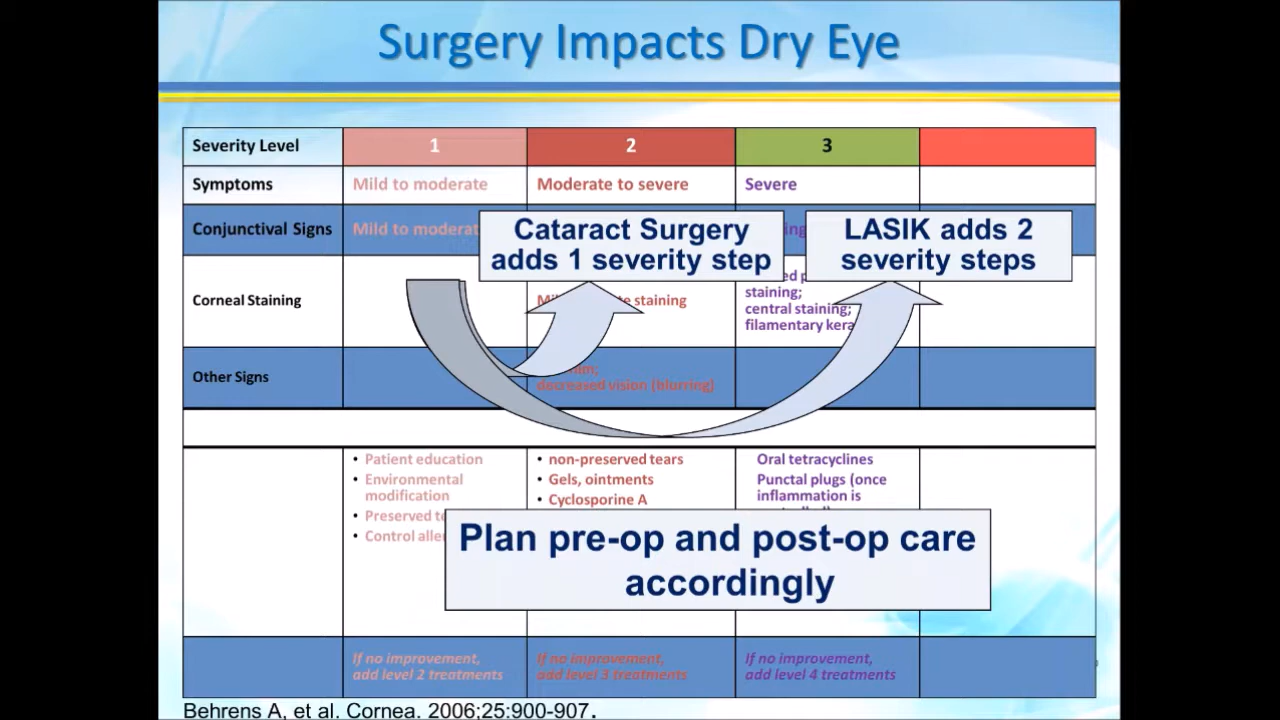 Surgery Impacts Dry Eye
Severity Level 1 2 3
Symptoms Mild to moderate Moderate to severe Severe
Conjunctival Signs Mild to
Cataract Surgery
adds 1 severity step
LASIK adds 2
severity steps
Corneal Staining
staining
staining;
central staining;
filamentary
Other Signs
decreased vision (blurring)
• Patient education
• Environmental
modification
• Preserved
• Control
• non-preserved tears
• Gels, ointments
• Cyclosporine A
Oral tetracyclines
Punctal plugs (once
inflammation is
Plan pre-op and post-op care
accordingly
If no improvement,
add level 2 treatments
If no improvement,
add level 3 treatments
If no improvement,
add level 4 treatments
Behrens A, et al. Cornea. 2006;25:900-907.